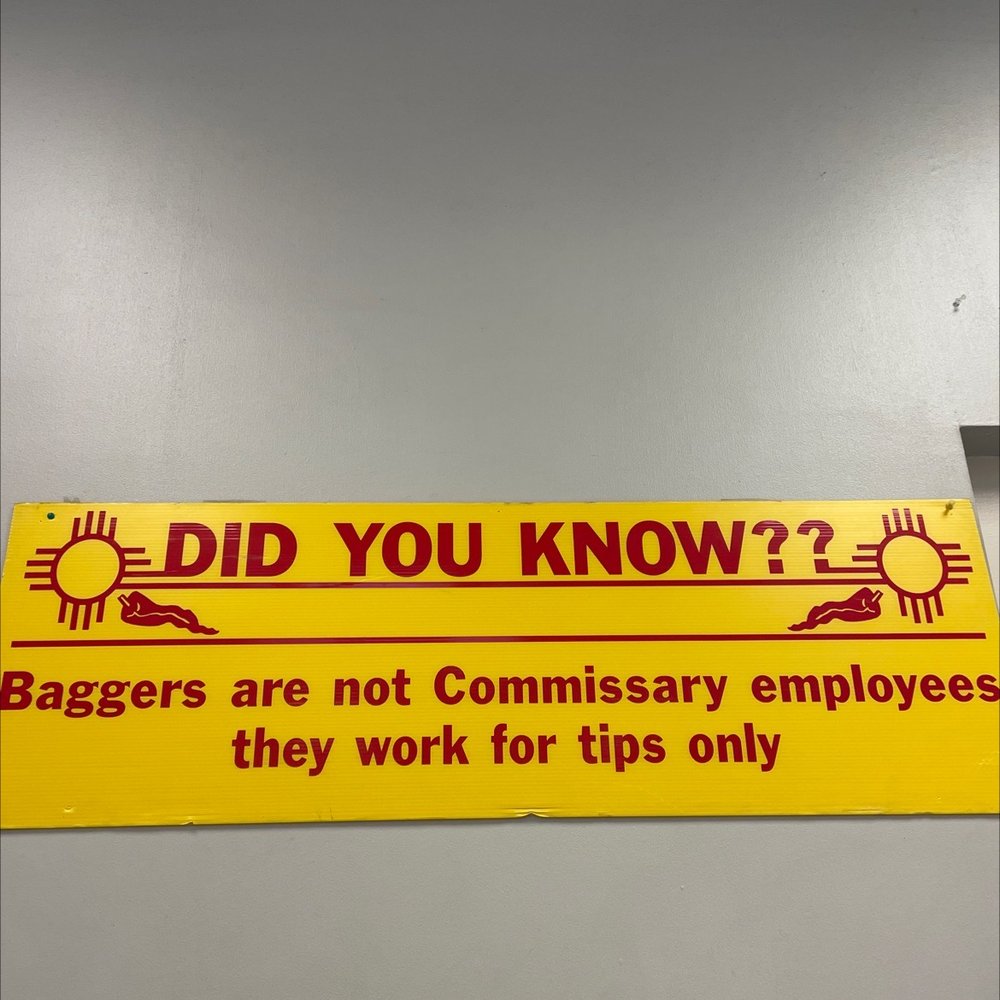 DID YOU KNOW??
Baggers are not Commissary employees
they work for tips only